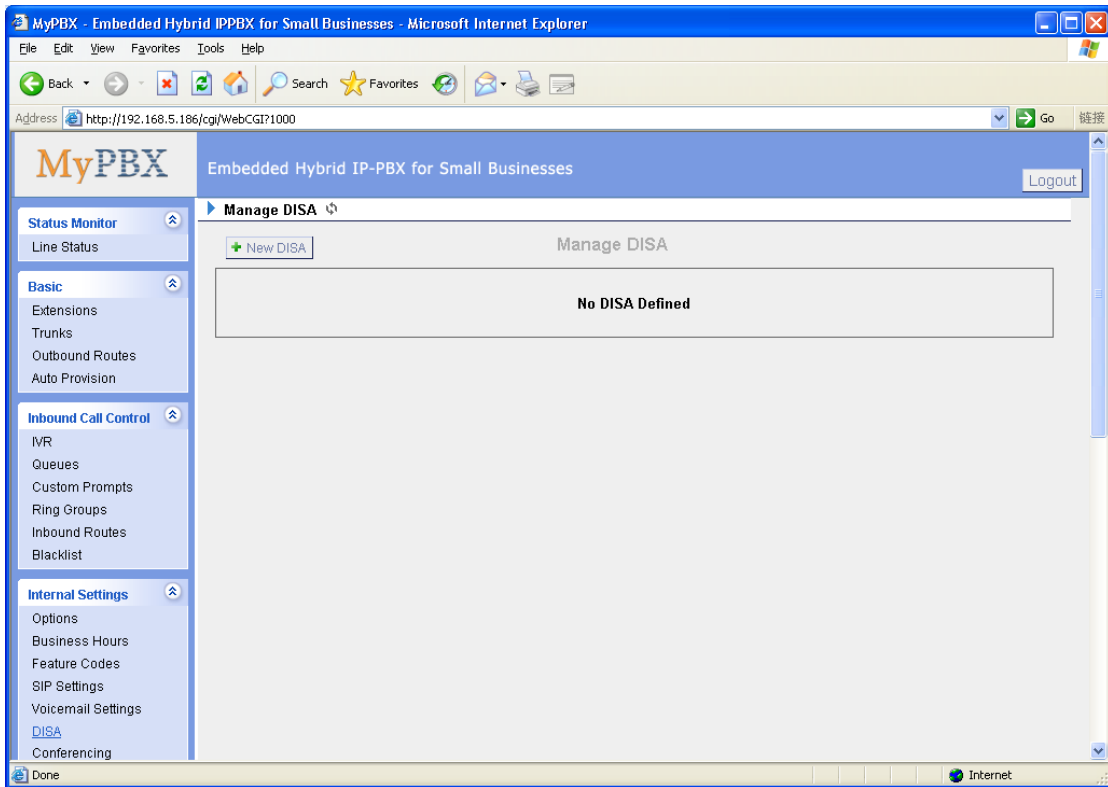 MyPBX - Embedded Hybrid IPPBX for Small Businesses - Microsoft Internet Explorer
File Edit View Favorites Tools Help
Back Search Favorites
Address http://192.168.5.186/cgi/WebCGI?1000 Go 链接
MyPBX Embedded Hybrid IP-PBX for Small Businesses
Logout
Manage DISA
Status Monitor
Line Status
New DISA Manage DISA
No DISA Defined
Basic
Extensions
Trunks
Outbound Routes
Auto Provision
Inbound Call Control
IVR
Queues
Custom Prompts
Ring Groups
Inbound Routes
Blacklist
Internal Settings
Options
Business Hours
Feature Codes
SIP Settings
Voicemail Settings
DISA
Conferencing
Done Internet